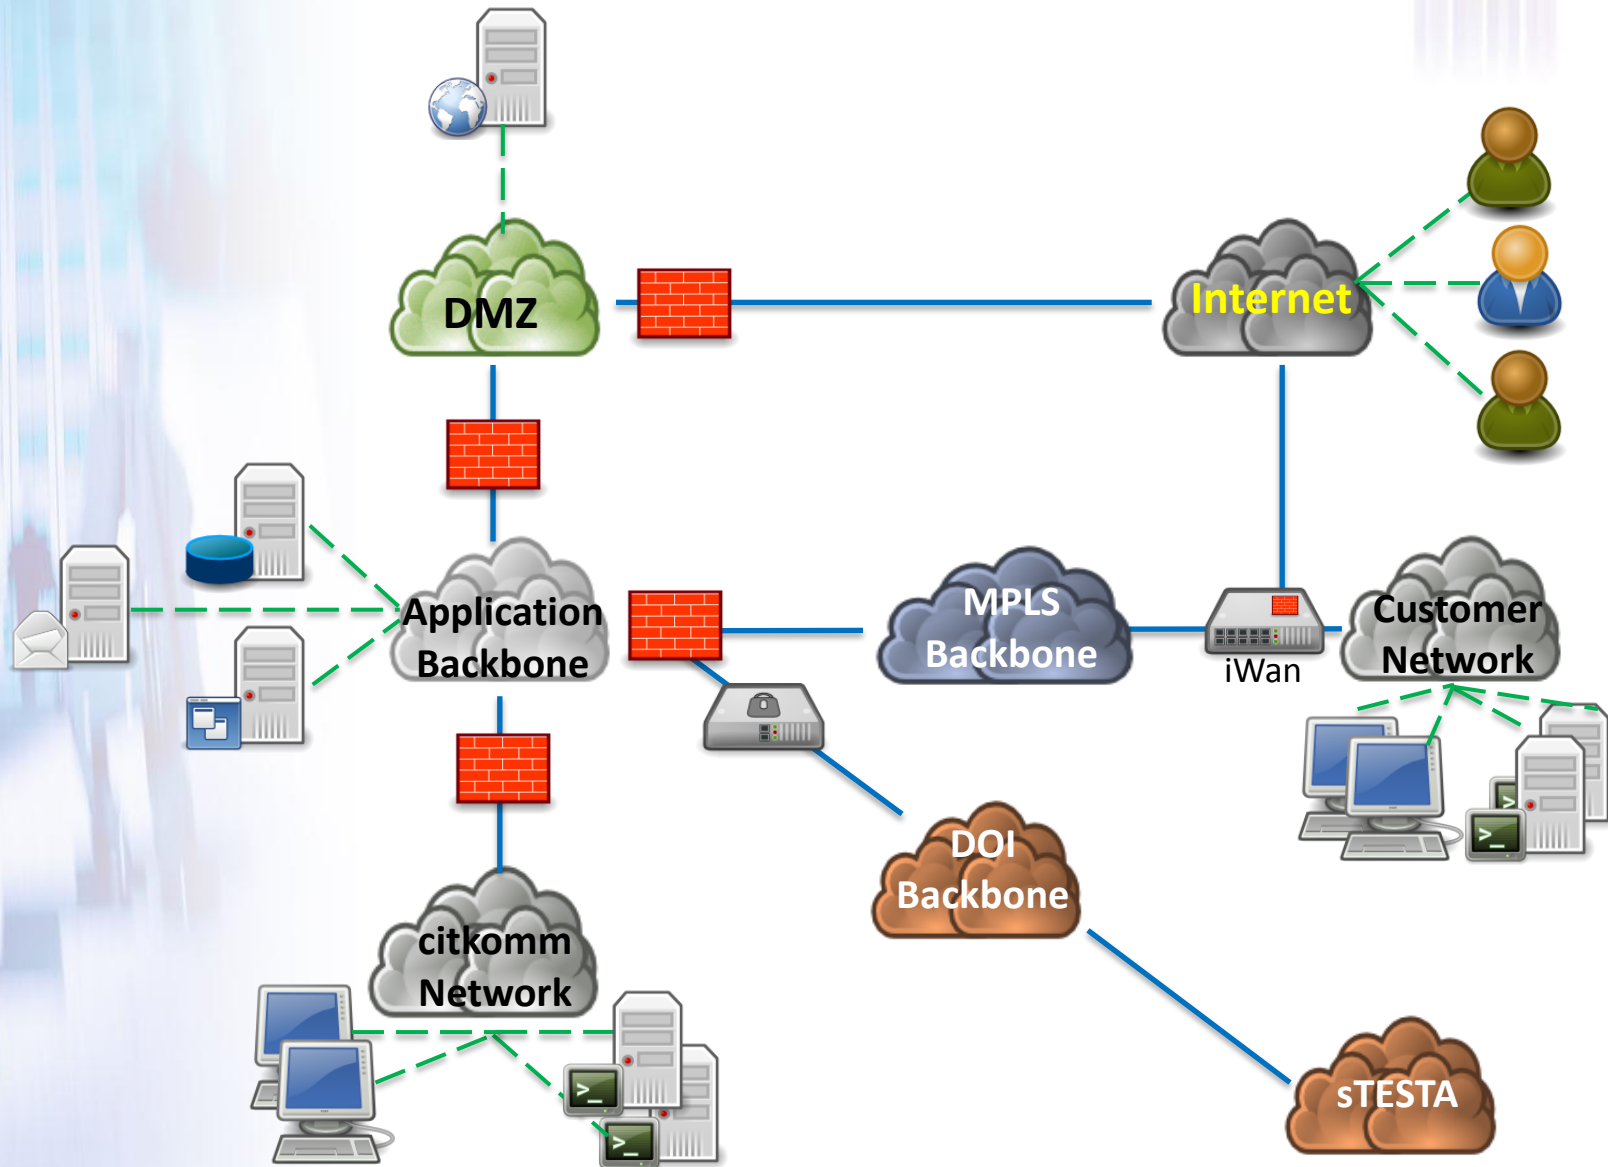 DMZ
Internet
Application
Backbone
MPLS
Backbone
iWan
Customer
Network
DOI
Backbone
citkomm
Network
>_
>_
>_
>_
sTESTA